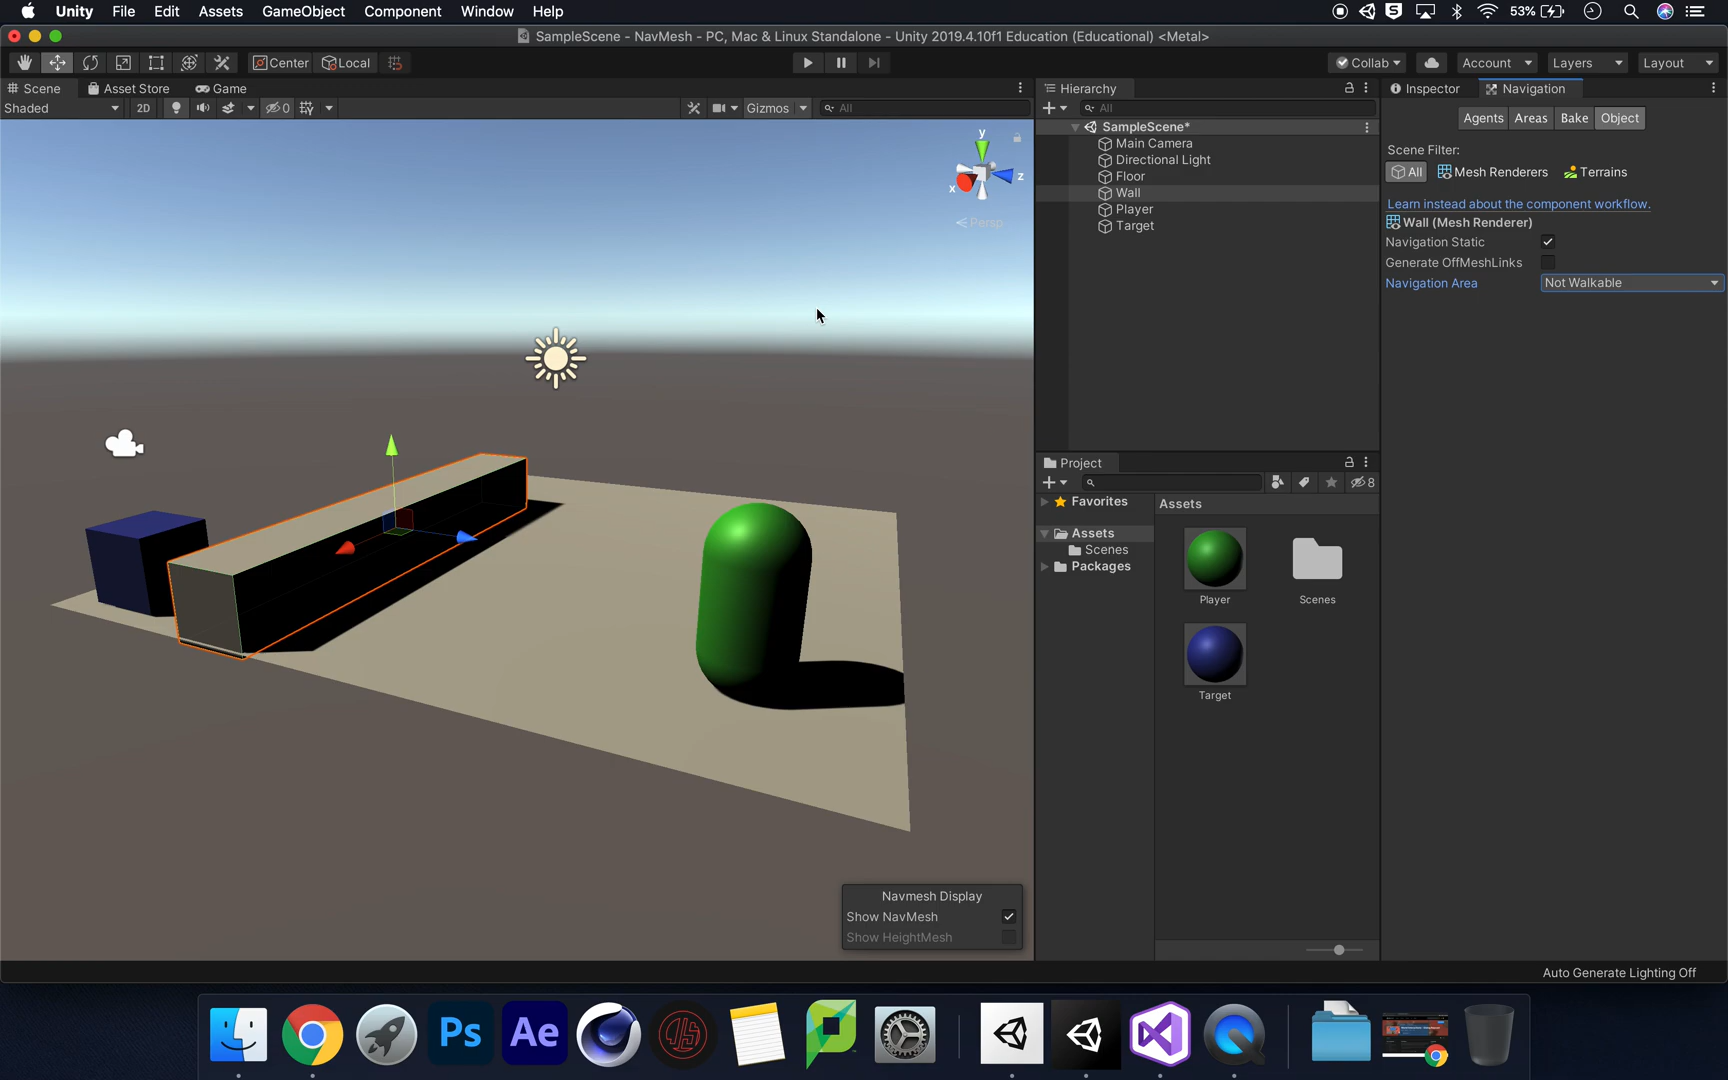 Unity File Edit Assets GameObject Component Window Help 53%
SampleScene - NavMesh - PC, Mac & Linux Standalone - Unity 2019.4.10f1 Education (Educational) <Metal>
Center Local Collab Account Layers Layout
Scene Asset Store Game
Shaded 2D 0 Gizmos All
y
x
z
Persp
Navmesh Display
Show NavMesh
Show HeightMesh
Hierarchy
All
SampleScene*
Main Camera
Directional Light
Floor
Wall
Player
Target
Project
8
Favorites
Assets
Scenes
Packages
Assets
Player
Scenes
Target
Inspector Navigation
Agents Areas Bake Object
Scene Filter:
All Mesh Renderers Terrains
Learn instead about the component workflow.
Wall (Mesh Renderer)
Navigation Static
Generate OffMeshLinks
Navigation Area Not Walkable
Auto Generate Lighting Off
Ps Ae